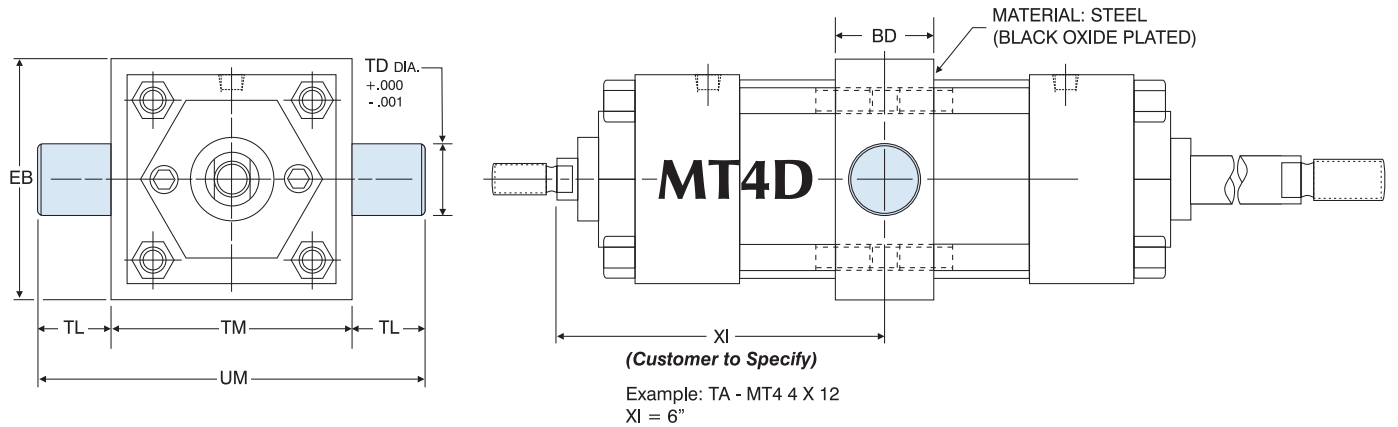 MATERIAL: STEEL
(BLACK OXIDE PLATED)
BD
TD DIA.
+.000
- .001
EB
MT4D
TL
TM
TL
UM
XI
(Customer to Specify)
Example: TA - MT4 4 X 12
XI = 6”